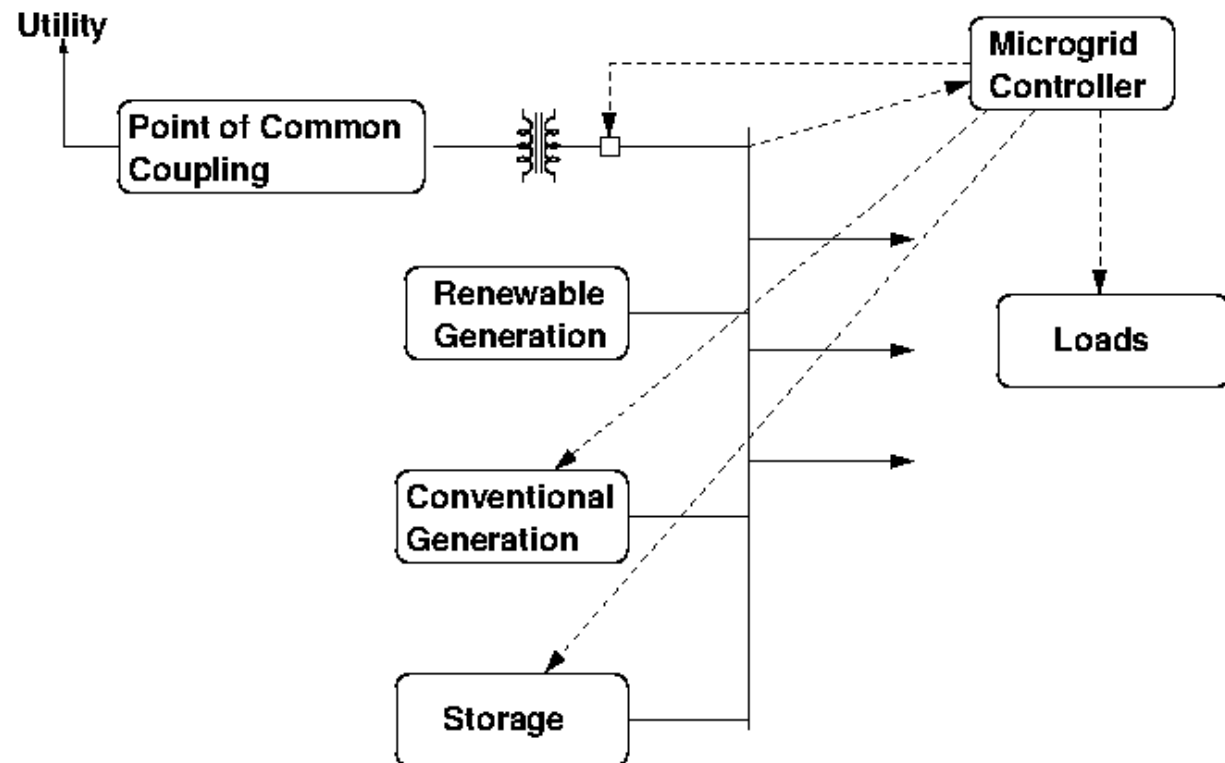 Utility
Microgrid
Controller
Point of Common
Coupling
Renewable
Generation
Loads
Conventional
Generation
Storage